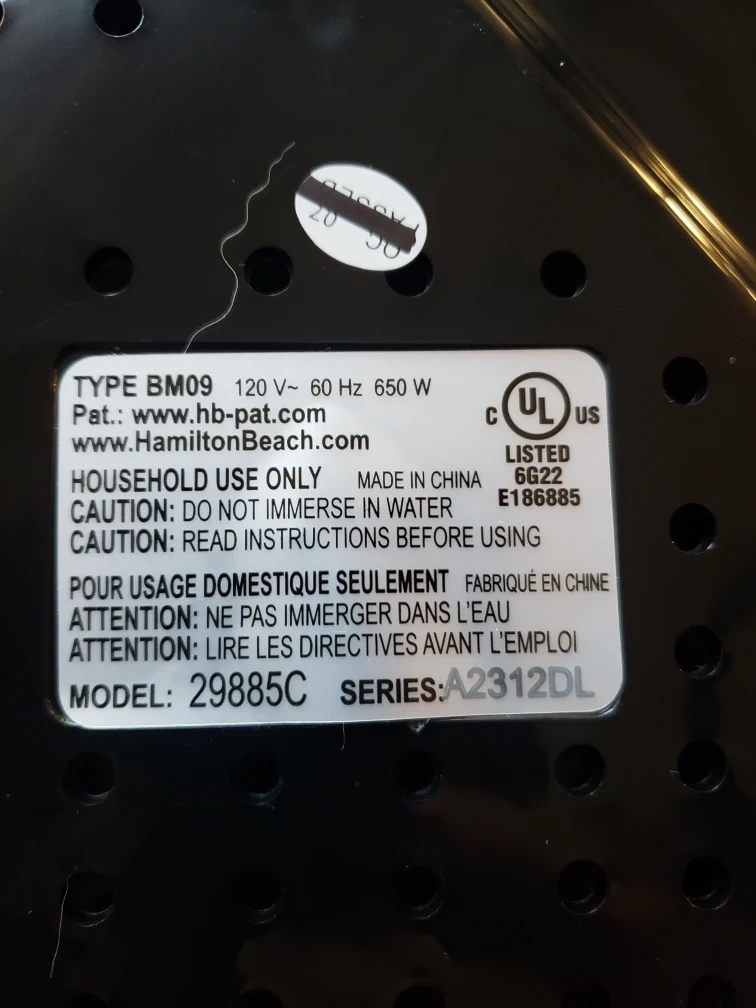 PASSED
QC
07
TYPE BM09 120 V~ 60 Hz 650 W
Pat.: www.hb-pat.com
www.HamiltonBeach.com
C UL US
LISTED
6G22
E186885
HOUSEHOLD USE ONLY MADE IN CHINA
CAUTION: DO NOT IMMERSE IN WATER
CAUTION: READ INSTRUCTIONS BEFORE USING
POUR USAGE DOMESTIQUE SEULEMENT FABRIQUÉ EN CHINE
ATTENTION: NE PAS IMMERGER DANS L'EAU
ATTENTION: LIRE LES DIRECTIVES AVANT L'EMPLOI
MODEL: 29885C SERIES: A2312DL